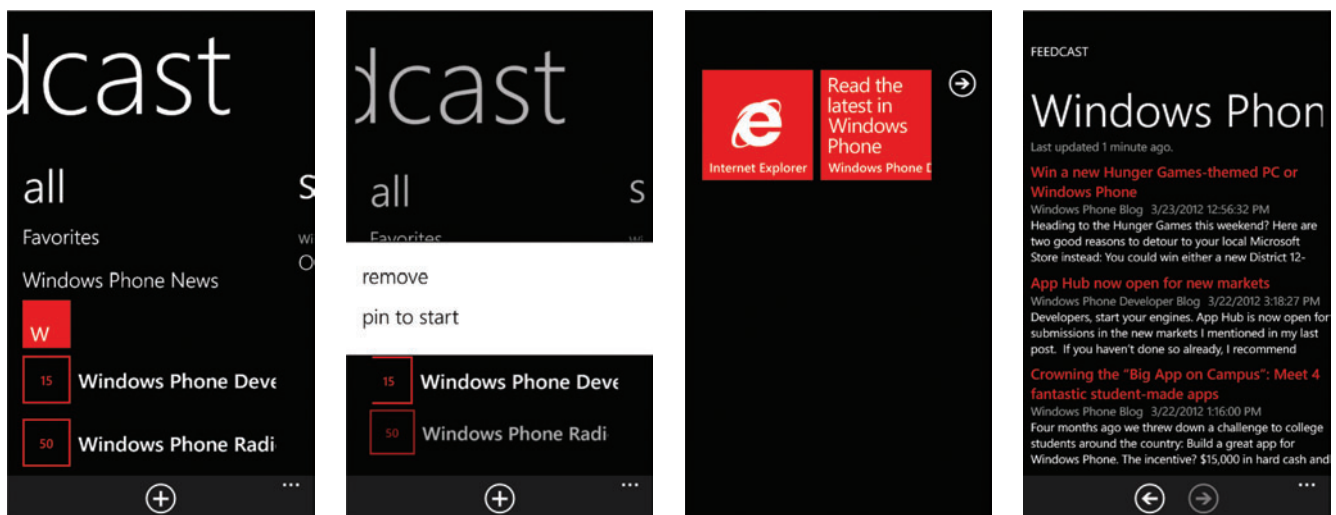 dcast
all
S
Favorites
Wi
O
Windows Phone News
W
15
Windows Phone Deve
50
Windows Phone Radi
...
dcast
all
S
Favorites
remove
pin to start
15
Windows Phone Deve
50
Windows Phone Radi
...
Internet Explorer
Read the
latest in
Windows
Phone
Windows Phone D
FEEDCAST
Windows Phon
Last updated 1 minute ago.
Win a new Hunger Games-themed PC or
Windows Phone
Windows Phone Blog 3/23/2012 12:56:32 PM
Heading to the Hunger Games this weekend? Here are
two good reasons to detour to your local Microsoft
Store instead: You could win either a new District 12-
App Hub now open for new markets
Windows Phone Developer Blog 3/22/2012 3:18:27 PM
Developers, start your engines. App Hub is now open for
submissions in the new markets I mentioned in my last
post. If you haven't done so already, I recommend
Crowning the “Big App on Campus”: Meet 4
fantastic student-made apps
Windows Phone Blog 3/22/2012 1:16:00 PM
Four months ago we threw down a challenge to college
students around the country: Build a great app for
Windows Phone. The incentive? $15,000 in hard cash and
...